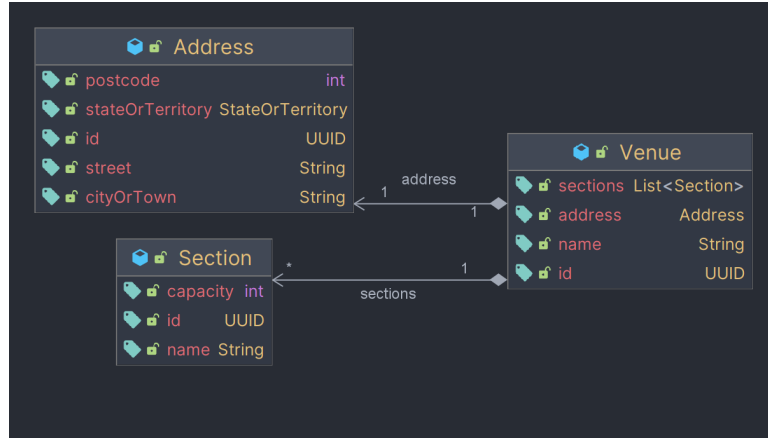 Address
postcode int
stateOrTerritory StateOrTerritory
id UUID
street String
cityOrTown String
address
1
1
Venue
sections List<Section>
address Address
name String
id UUID
Section
capacity int
id UUID
name String
*
1
sections